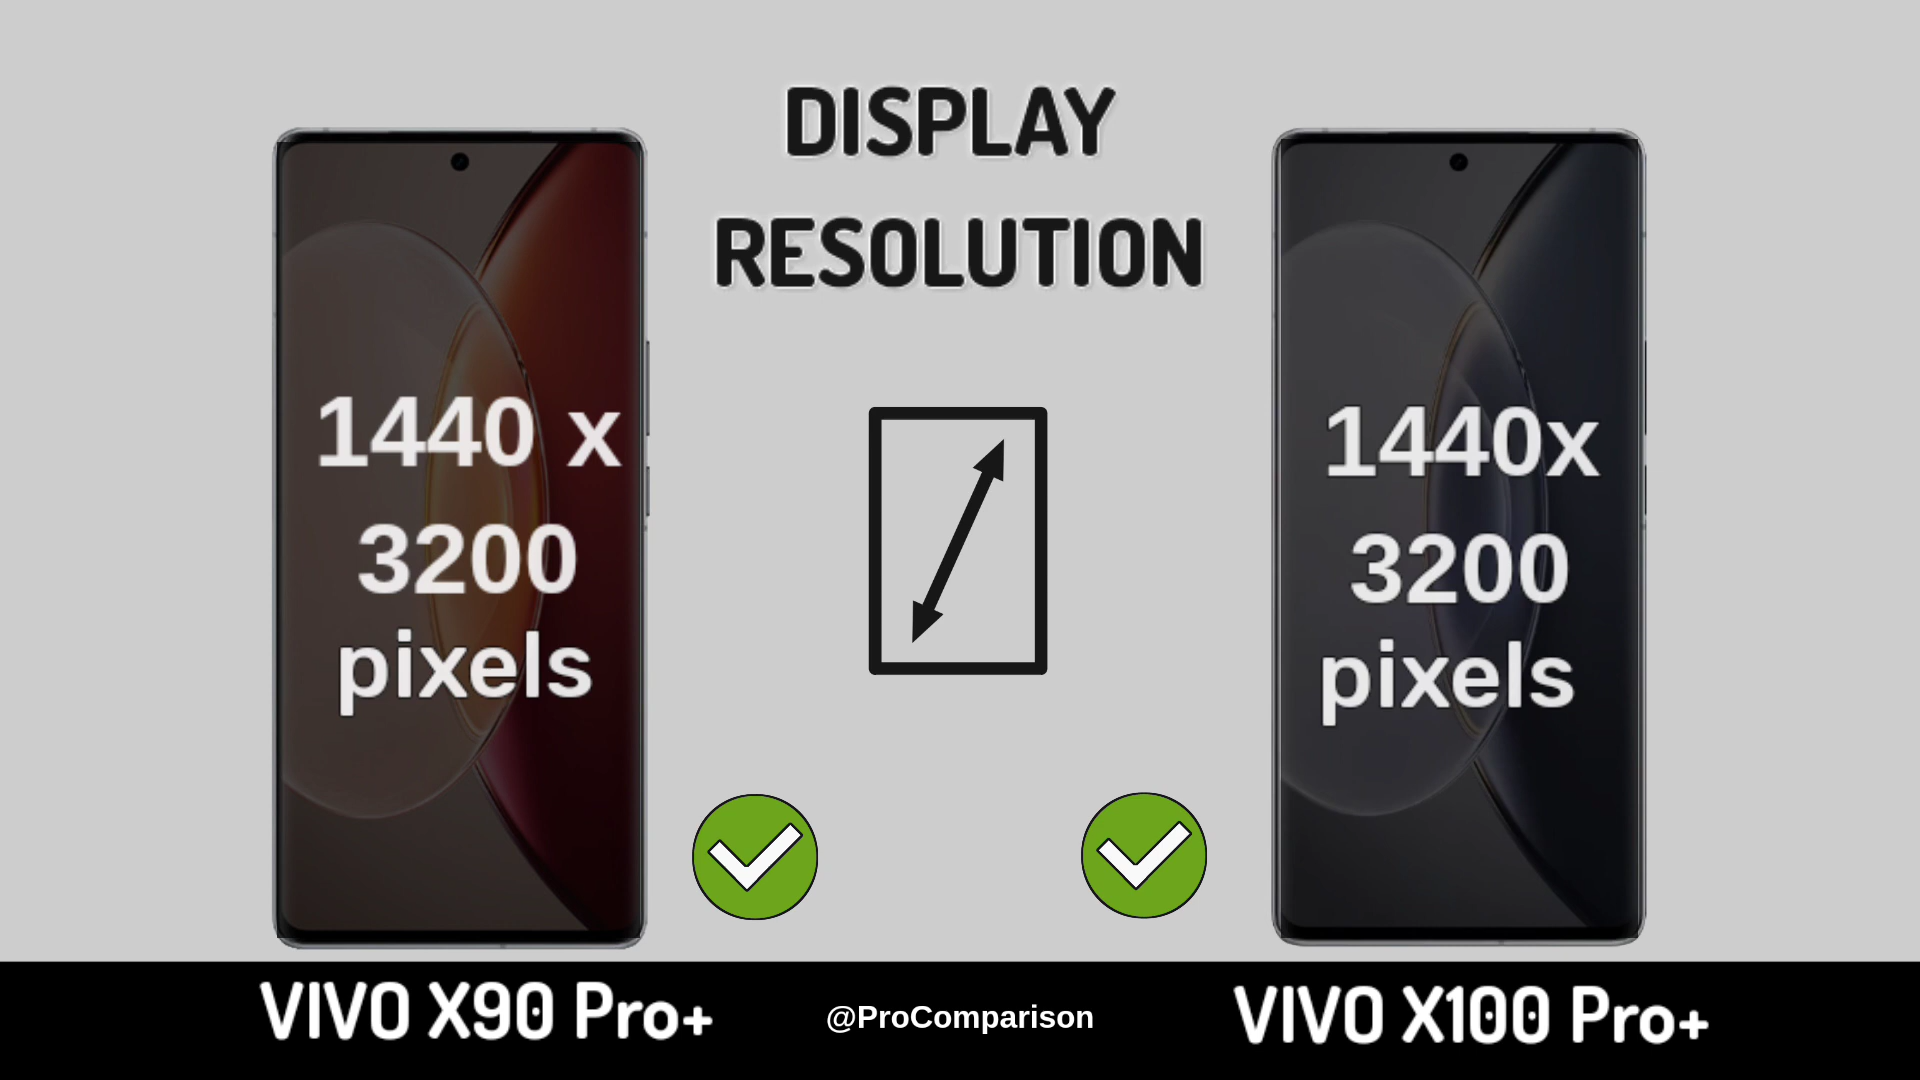 DISPLAY
RESOLUTION
1440 x
3200
pixels
1440x
3200
pixels
VIVO X90 Pro+
@ProComparison
VIVO X100 Pro+